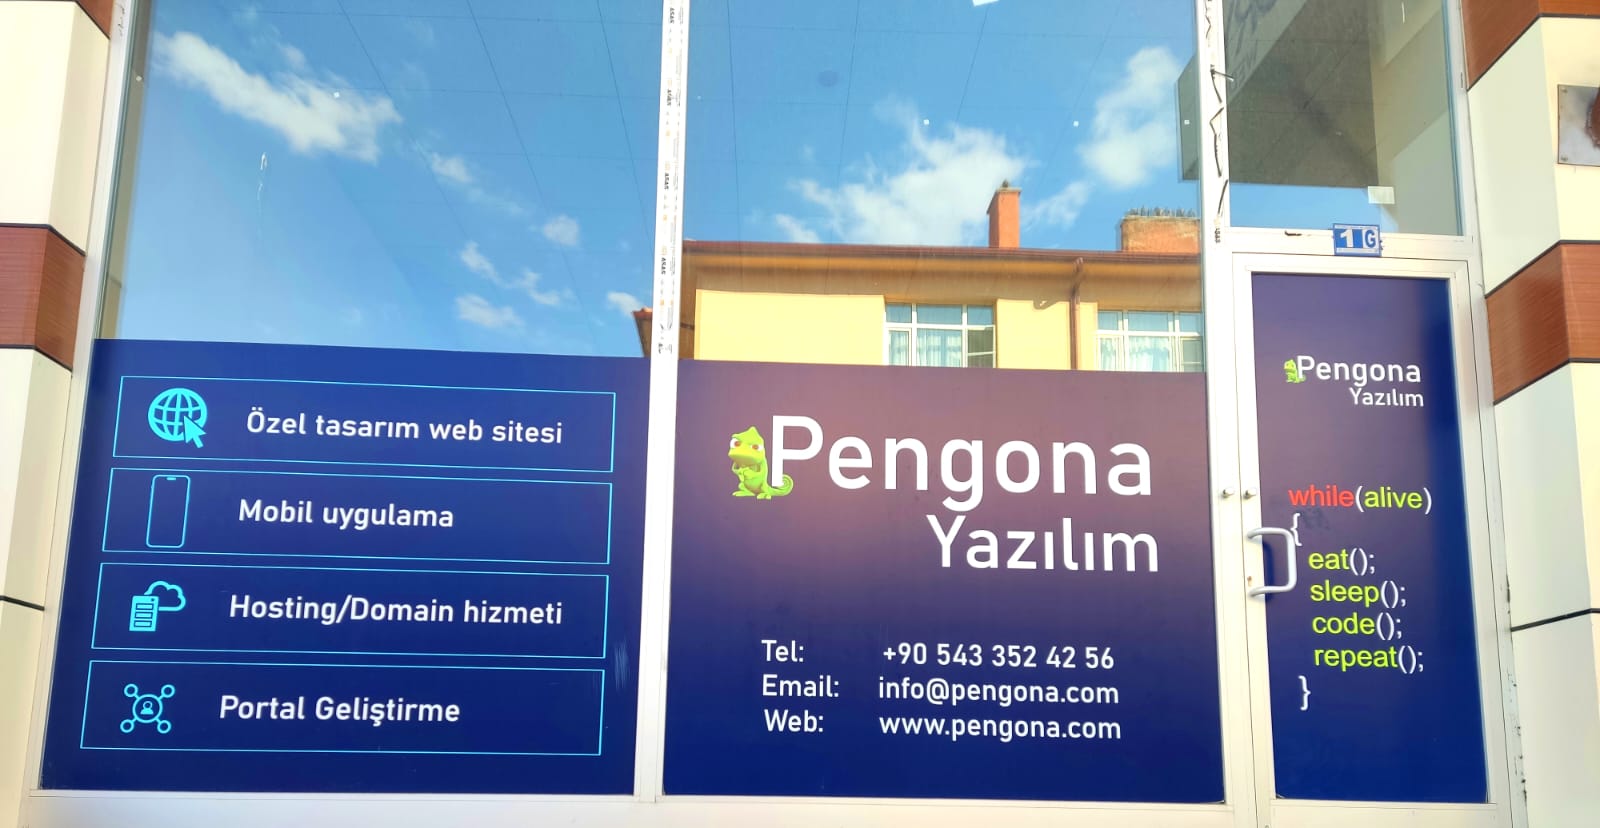 Özel tasarım web sitesi
Mobil uygulama
Hosting/Domain hizmeti
Portal Geliştirme
Pengona
Yazılım
Tel: +90 543 352 42 56
Email: info@pengona.com
Web: www.pengona.com
1G
Pengona
Yazılım
while(alive)
{
eat();
sleep();
code();
repeat();
}